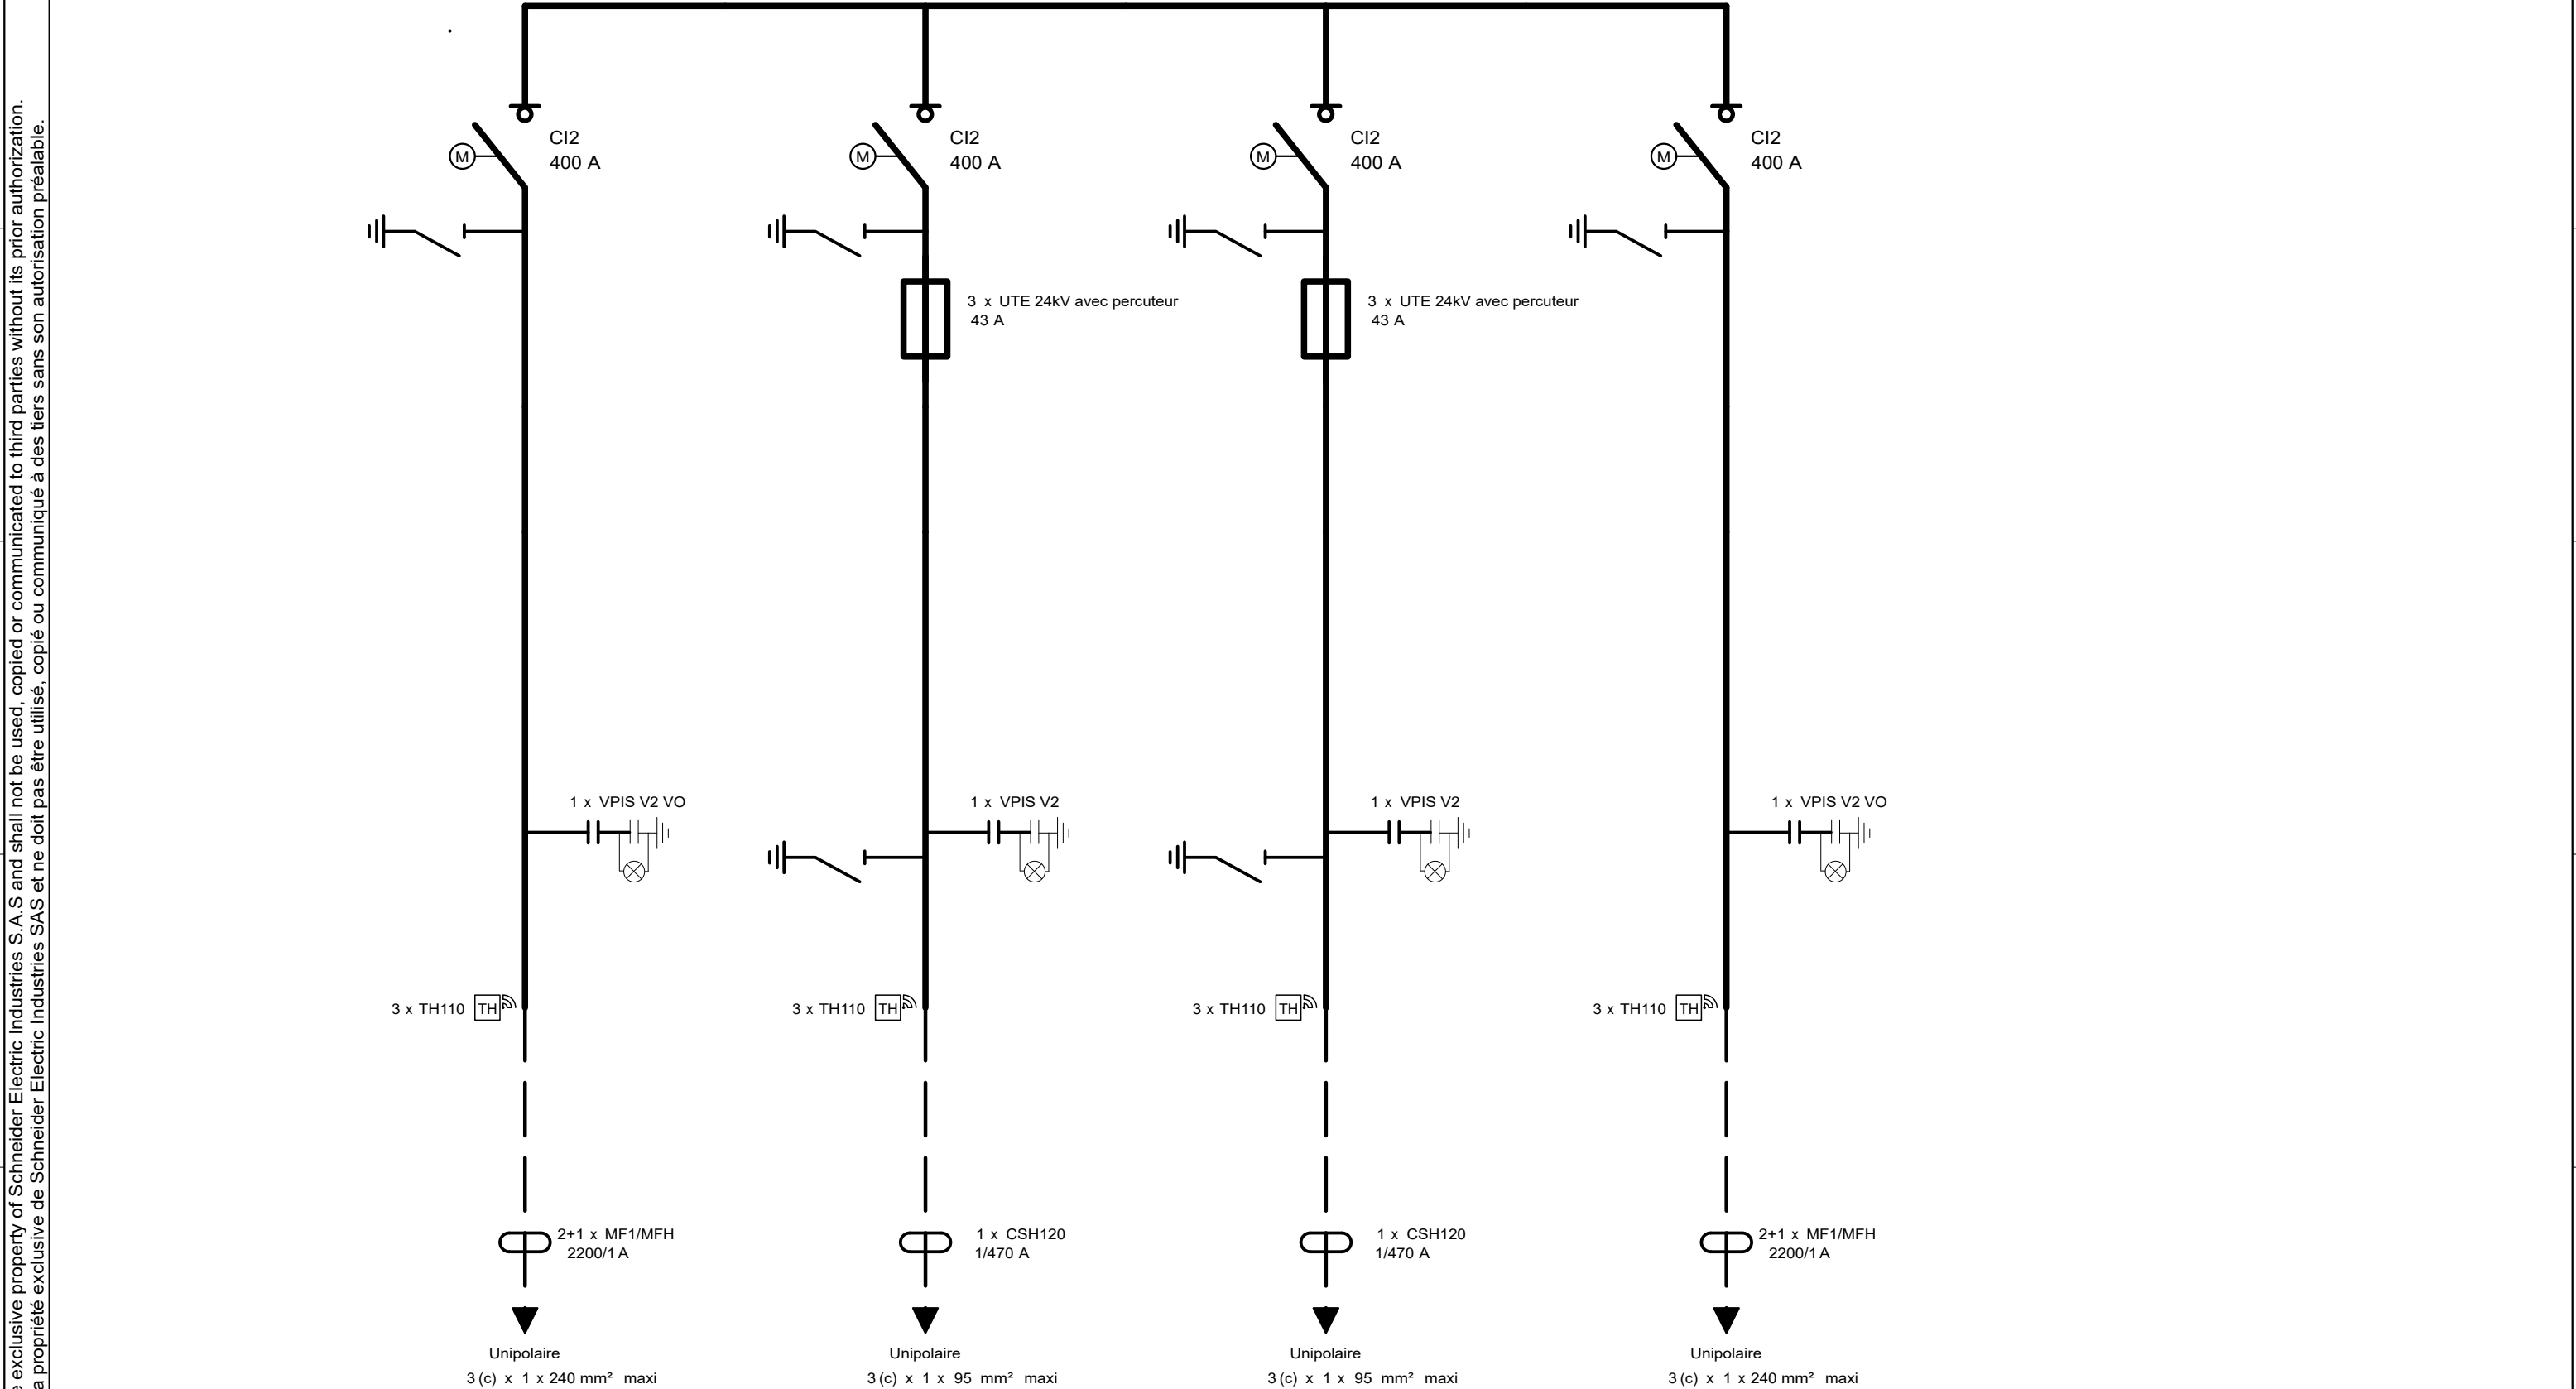 e exclusive property of Schneider Electric Industries S.A.S and shall not be used, copied or communicated to third parties without its prior authorization.
a propriété exclusive de Schneider Electric Industries SAS et ne doit pas être utilisé, copié ou communiqué à des tiers sans son autorisation préalable.
CI2
400 A
M
CI2
400 A
M
CI2
400 A
M
CI2
400 A
M
3 x UTE 24kV avec percuteur
43 A
3 x UTE 24kV avec percuteur
43 A
1 x VPIS V2 VO
1 x VPIS V2
1 x VPIS V2
1 x VPIS V2 VO
3 x TH110 TH
3 x TH110 TH
3 x TH110 TH
3 x TH110 TH
2+1 x MF1/MFH
2200/1 A
1 x CSH120
1/470 A
1 x CSH120
1/470 A
2+1 x MF1/MFH
2200/1 A
Unipolaire
3 (c) x 1 x 240 mm² maxi
Unipolaire
3 (c) x 1 x 95 mm² maxi
Unipolaire
3 (c) x 1 x 95 mm² maxi
Unipolaire
3 (c) x 1 x 240 mm² maxi